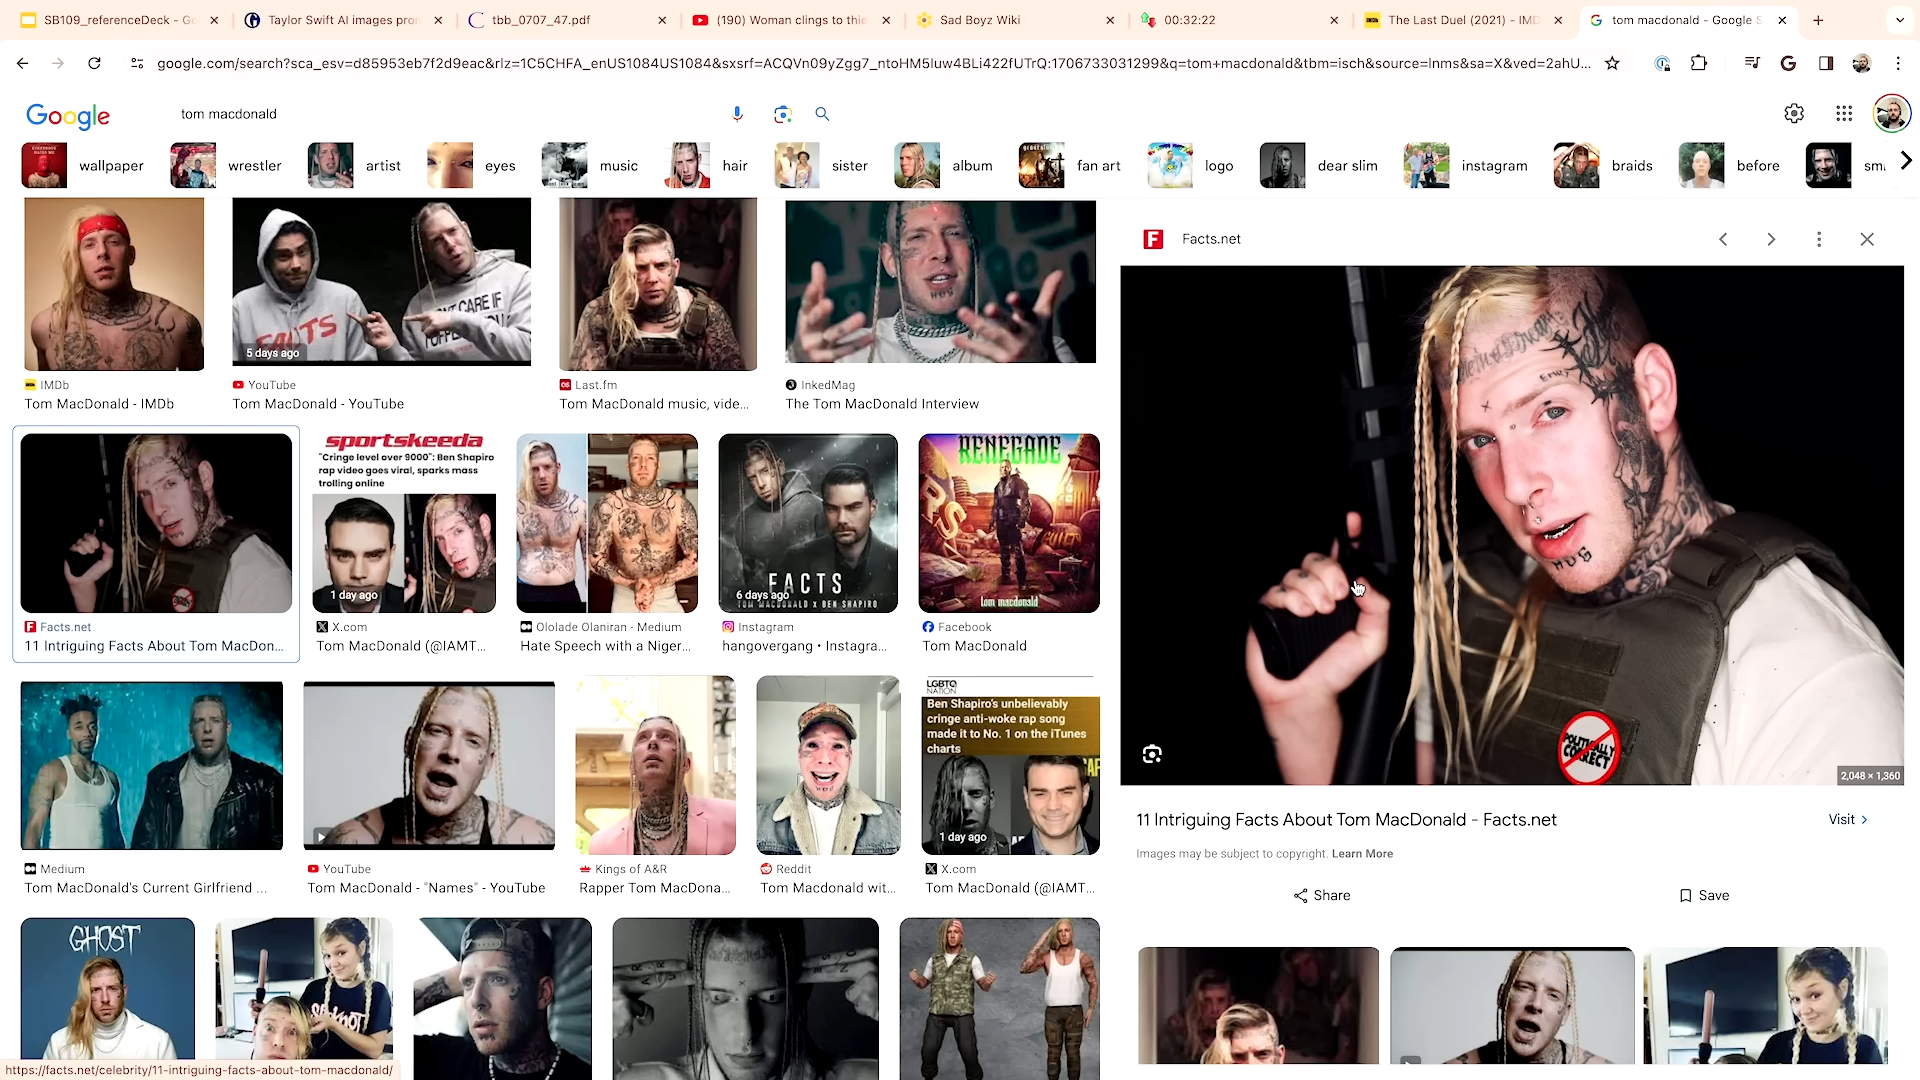 SB109_referenceDeck - Go
Taylor Swift AI images pron
tbb_0707_47.pdf
(190) Woman clings to thie
Sad Boyz Wiki
00:32:22
The Last Duel (2021) - IMD
tom macdonald - Google S
google.com/search?sca_esv=d85953eb7f2d9eac&rlz=1C5CHFA_enUS1084US1084&sxsrf=ACQVn09yZgg7_ntoHM5Iuw4BLi422fUTrQ:1706733031299&q=tom+macdonald&tbm=isch&source=lnms&sa=X&ved=2ahU...
Google
tom macdonald
wallpaper
wrestler
artist
eyes
music
hair
sister
album
fan art
logo
dear slim
instagram
braids
before
smi
FACTS
5 days ago
IMDb
Tom MacDonald - IMDb
YouTube
Tom MacDonald - YouTube
Last.fm
Tom MacDonald music, vide...
InkedMag
The Tom MacDonald Interview
sportskeeda
"Cringe level over 9000": Ben Shapiro
rap video goes viral, sparks mass
trolling online
1 day ago
FACTS
6 days ago
TOM MACDONALD X BEN SHAPIRO
RENEGADE
tom macdonald
Facts.net
11 Intriguing Facts About Tom MacDon...
X.com
Tom MacDonald (@IAMT...
Ololade Olaniran - Medium
Hate Speech with a Niger...
Instagram
hangovergang • Instagra...
Facebook
Tom MacDonald
LGBTQ
NATION
Ben Shapiro's unbelievably
cringe anti-woke rap song
made it to No. 1 on the iTunes
charts
1 day ago
Medium
Tom MacDonald's Current Girlfriend ...
YouTube
Tom MacDonald - "Names" - YouTube
Kings of A&R
Rapper Tom MacDona...
Reddit
Tom Macdonald wit...
X.com
Tom MacDonald (@IAMT...
GHOST
https://facts.net/celebrity/11-intriguing-facts-about-tom-macdonald/
Facts.net
HOG
POLITICALLY
CORRECT
2,048 × 1,360
11 Intriguing Facts About Tom MacDonald - Facts.net
Visit
Images may be subject to copyright. Learn More
Share
Save